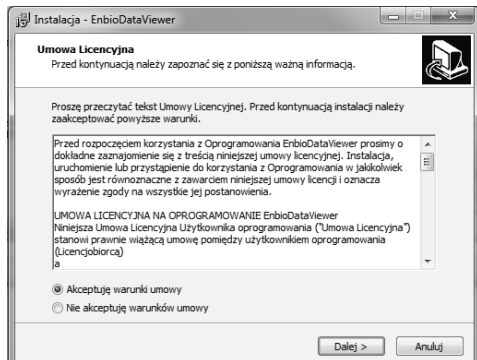 Instalacja - EnbioDataViewer
Umowa Licencyjna
Przed kontynuacją należy zapoznać się z poniższą ważną informacją.
Proszę przeczytać tekst Umowy Licencyjnej. Przed kontynuacją instalacji należy
zaakceptować powyższe warunki.
Przed rozpoczęciem korzystania z Oprogramowania EnbioDataViewer prosimy o
dokładne zaznajomienie się z treścią niniejszej umowy licencyjnej. Instalacja,
uruchomienie lub przystąpienie do korzystania z Oprogramowania w jakikolwiek
sposób jest równoznaczne z zawarciem niniejszej umowy licencji i oznacza
wyrażenie zgody na wszystkie jej postanowienia.
UMOWA LICENCYJNA NA OPROGRAMOWANIE EnbioDataViewer
Niniejsza Umowa Licencyjna Użytkownika oprogramowania ("Umowa Licencyjna")
stanowi prawnie wiążącą umowę pomiędzy użytkownikiem oprogramowania
(Licencjobiorcą)
a
Akceptuję warunki umowy
Nie akceptuję warunków umowy
Dalej >
Anuluj